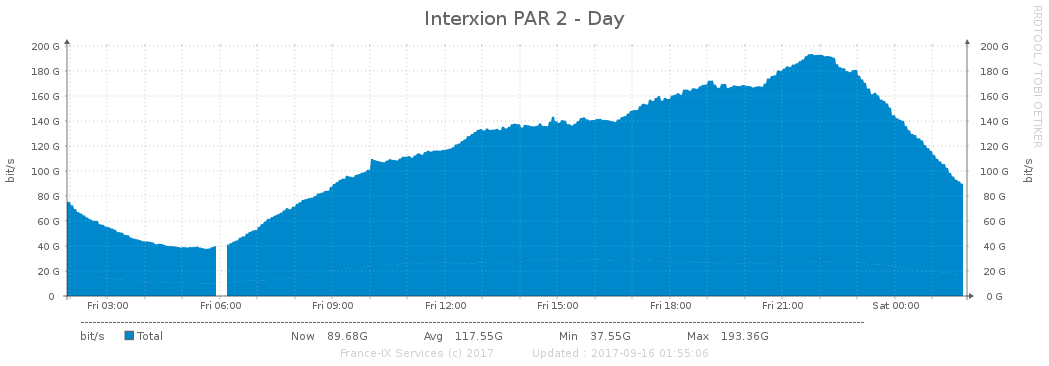 Interxion PAR 2 - Day
RRDTOOL / TOBI OETIKER
200 G 200 G
180 G 180 G
160 G 160 G
140 G 140 G
120 G 120 G
100 G 100 G
80 G 80 G
60 G 60 G
40 G 40 G
20 G 20 G
0 0 G
bit/s bit/s
Fri 03:00 Fri 06:00 Fri 09:00 Fri 12:00 Fri 15:00 Fri 18:00 Fri 21:00 Sat 00:00
bit/s Total Now 89.68G Avg 117.55G Min 37.55G Max 193.36G
France-IX Services (c) 2017 Updated : 2017-09-16 01:55:06